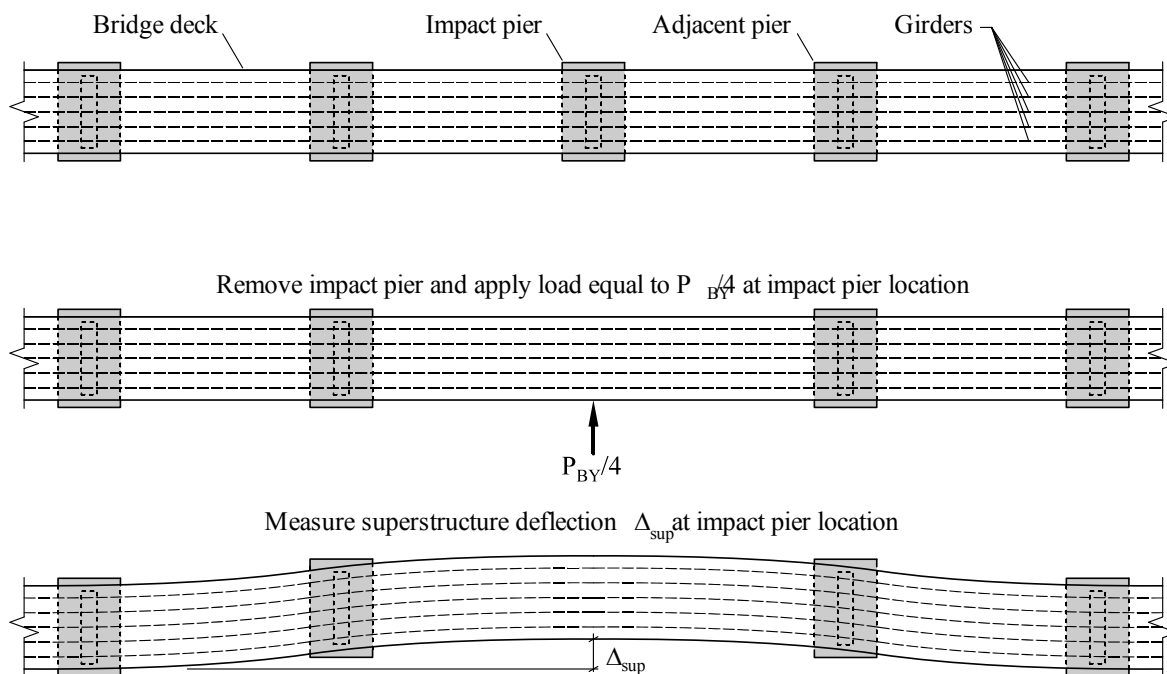 Bridge deck Impact pier Adjacent pier Girders
Remove impact pier and apply load equal to P BY/4 at impact pier location
PBY/4
Measure superstructure deflection Δsup at impact pier location
Δsup